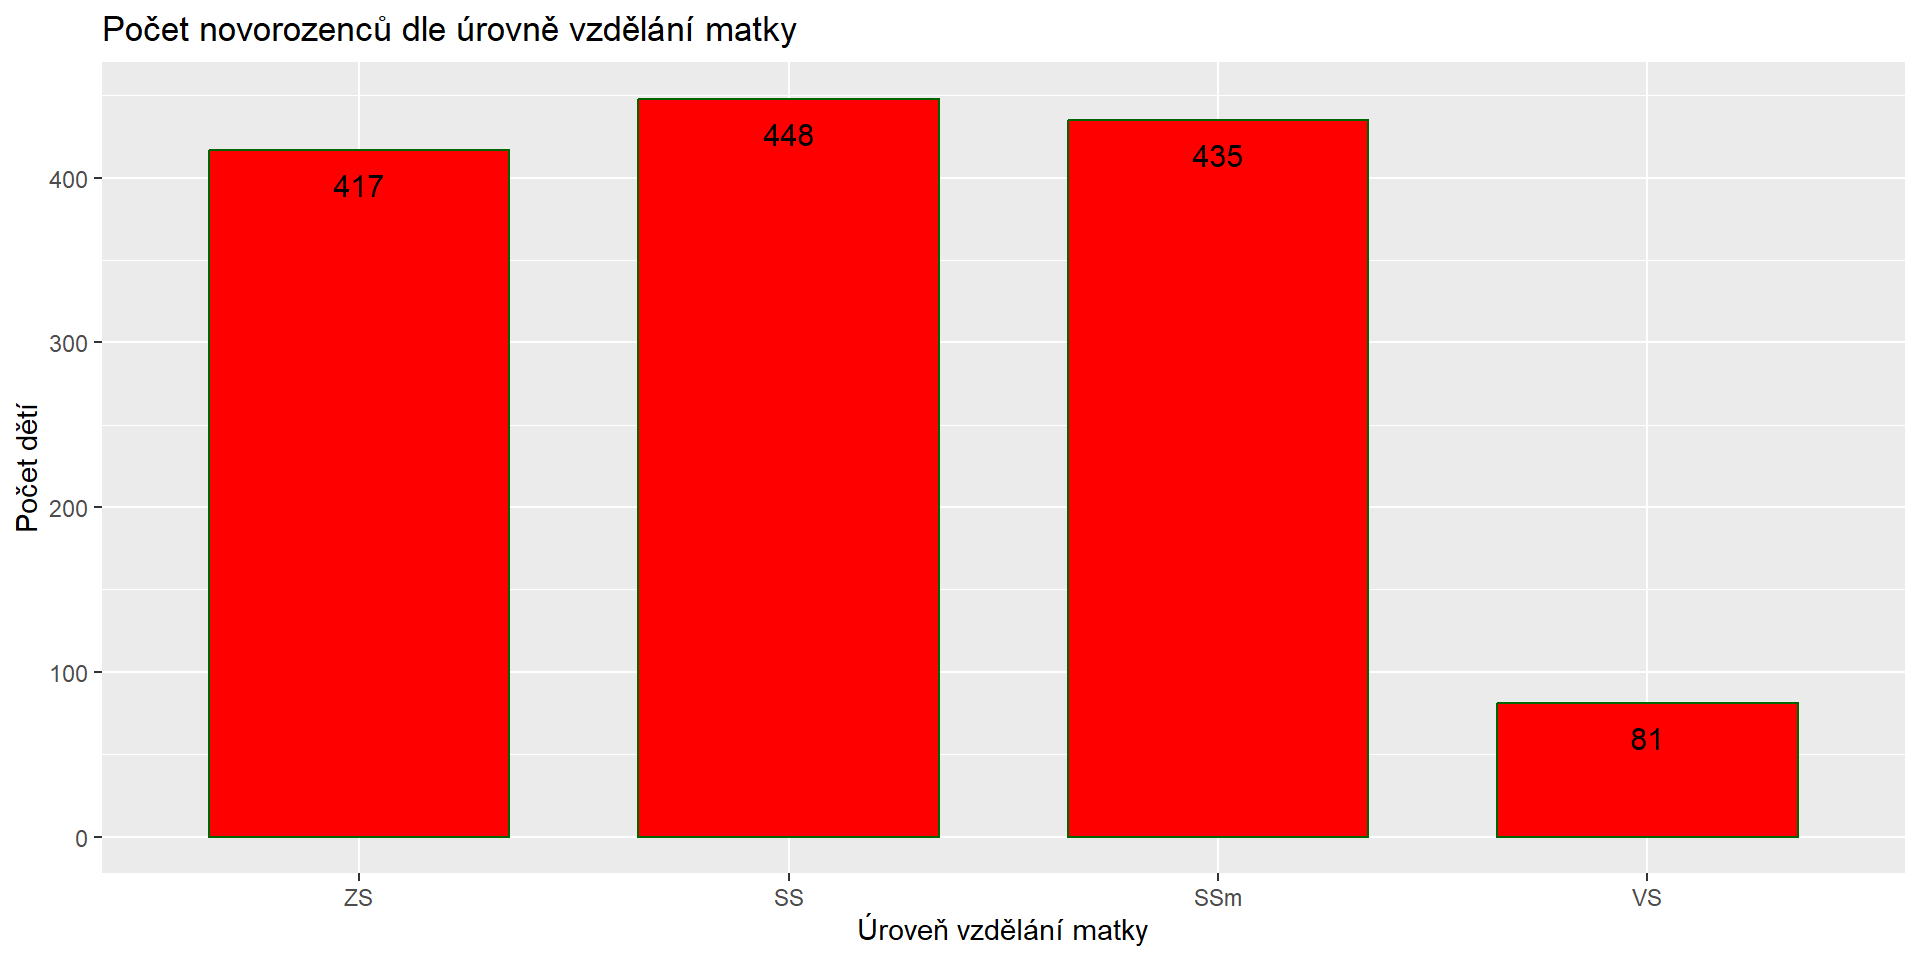 Počet novorozenců dle úrovně vzdělání matky
448
435
417
81
400
300
200
100
0
Počet dětí
ZS
SS
SSm
VS
Úroveň vzdělání matky